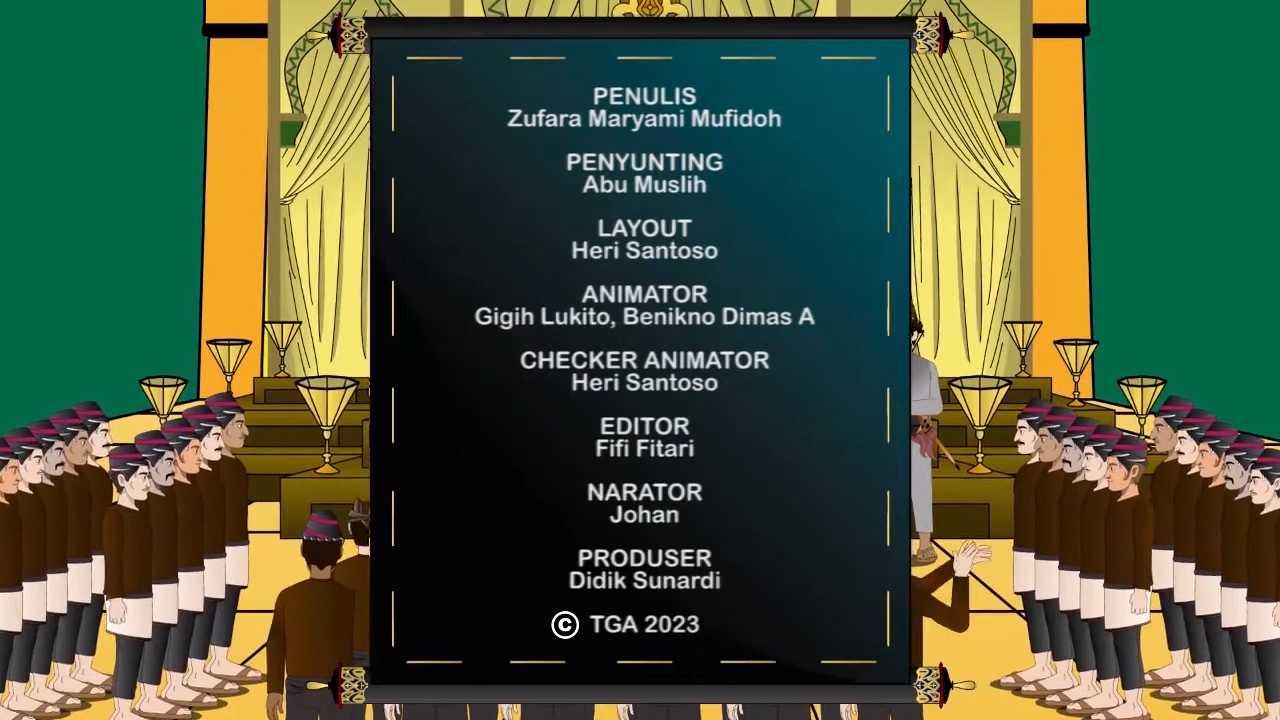 PENULIS
Zufara Maryami Mufidoh
PENYUNTING
Abu Muslih
LAYOUT
Heri Santoso
ANIMATOR
Gigih Lukito, Benikno Dimas A
CHECKER ANIMATOR
Heri Santoso
EDITOR
Fifi Fitari
NARATOR
Johan
PRODUSER
Didik Sunardi
© TGA 2023